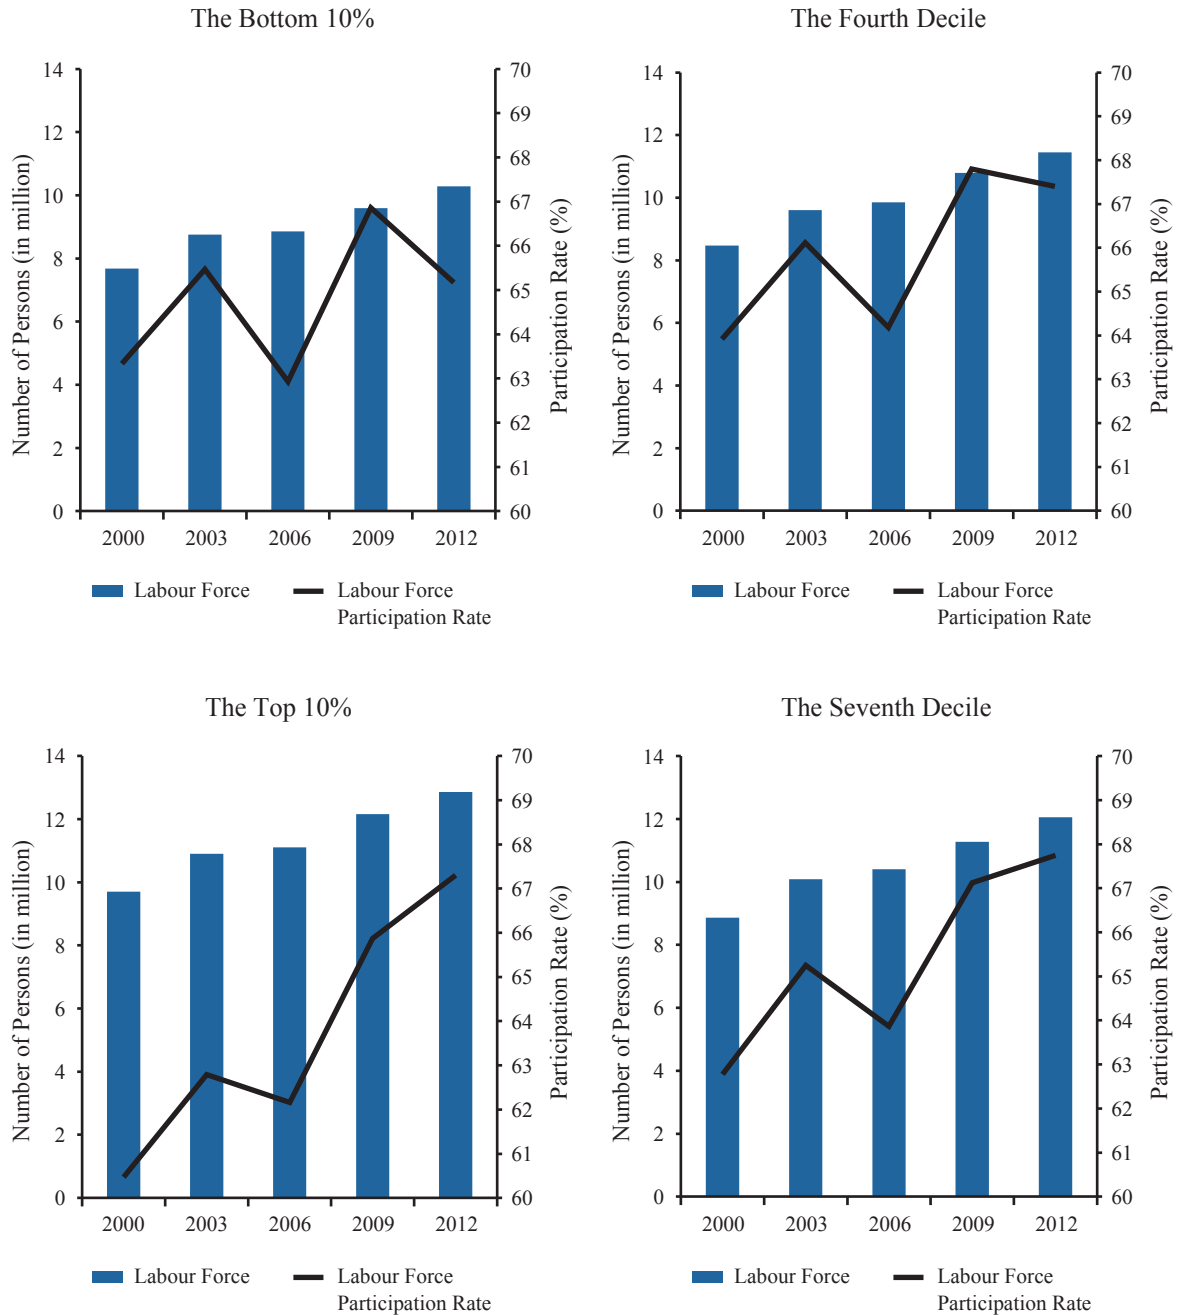 The Bottom 10%
Number of Persons (in million)
14
12
10
8
6
4
2
0
70
69
68
67
66
65
64
63
62
61
60
Participation Rate (%)
2000 2003 2006 2009 2012
Labour Force
Labour Force
Participation Rate
The Fourth Decile
Number of Persons (in million)
14
12
10
8
6
4
2
0
70
69
68
67
66
65
64
63
62
61
60
Participation Rate (%)
2000 2003 2006 2009 2012
Labour Force
Labour Force
Participation Rate
The Top 10%
Number of Persons (in million)
14
12
10
8
6
4
2
0
70
69
68
67
66
65
64
63
62
61
60
Participation Rate (%)
2000 2003 2006 2009 2012
Labour Force
Labour Force
Participation Rate
The Seventh Decile
Number of Persons (in million)
14
12
10
8
6
4
2
0
70
69
68
67
66
65
64
63
62
61
60
Participation Rate (%)
2000 2003 2006 2009 2012
Labour Force
Labour Force
Participation Rate